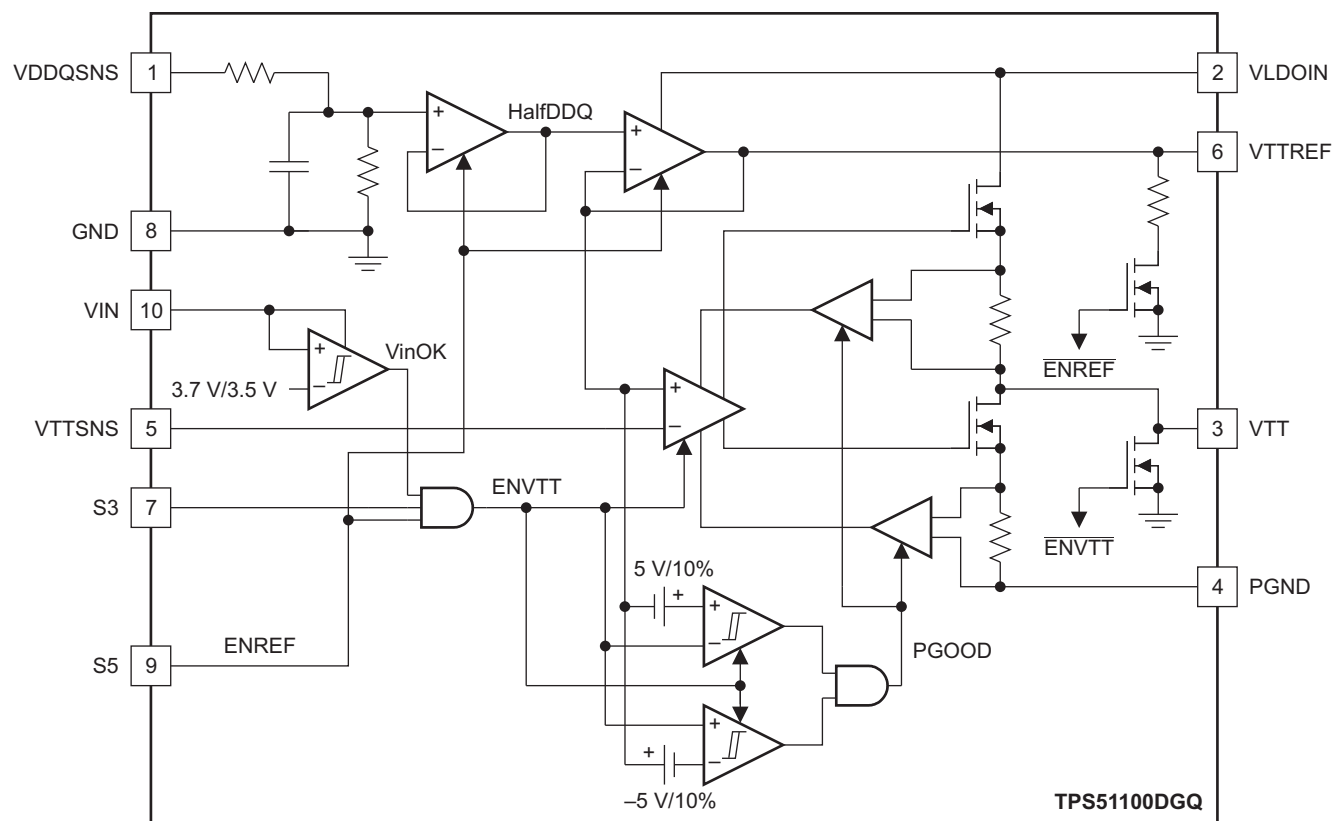 VDDQSNS 1
2 VLDOIN
HalfDDQ
+
−
+
−
6 VTTREF
GND 8
VIN 10
+
−
VinOK
3.7 V/3.5 V
ENREF
VTTSNS 5
+
−
3 VTT
S3 7
ENVTT
ENVTT
5 V/10%
+
+
−
4 PGND
S5 9
ENREF
PGOOD
+
+
−
–5 V/10%
TPS51100DGQ